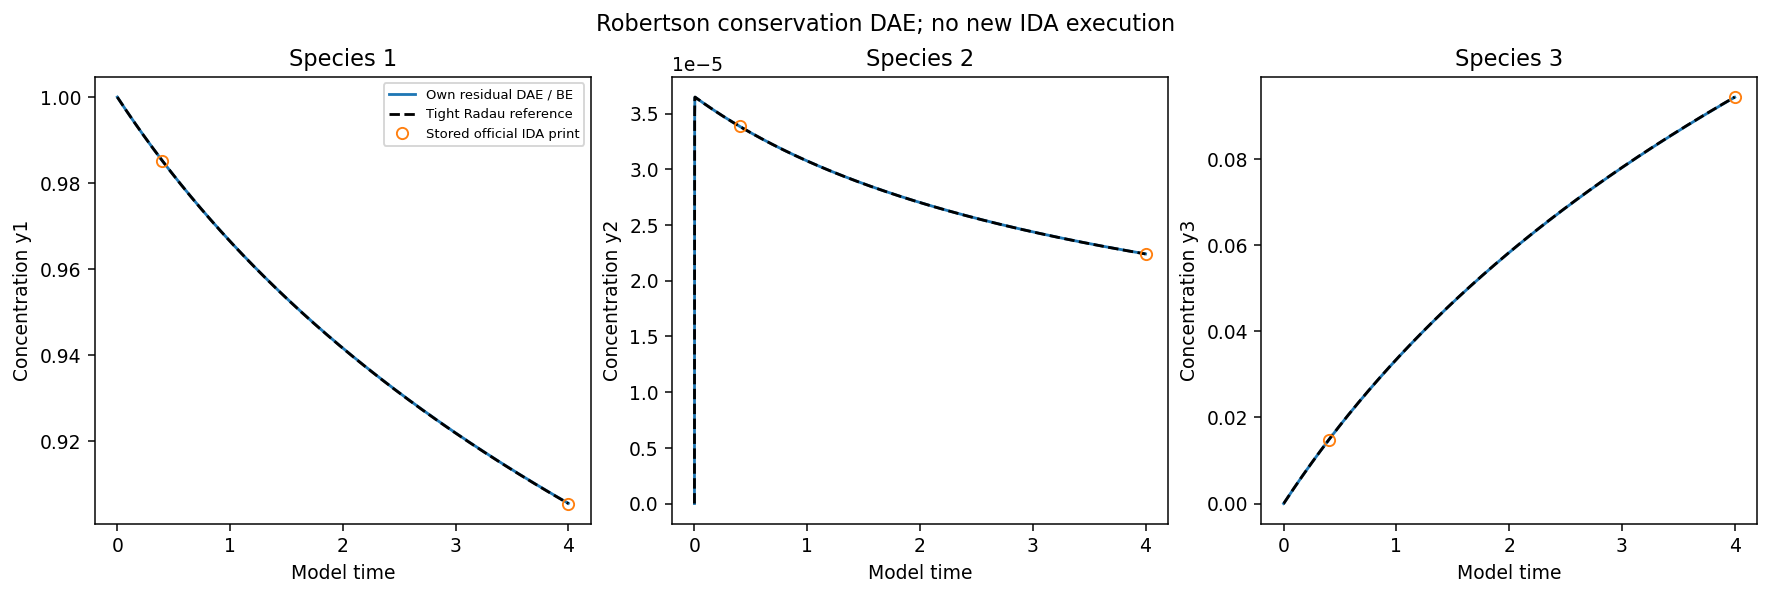 Robertson conservation DAE; no new IDA execution
Species 1
Concentration y1
1.00
0.98
0.96
0.94
0.92
Own residual DAE / BE
Tight Radau reference
Stored official IDA print
0 1 2 3 4
Model time
Species 2
1e−5
Concentration y2
3.5
3.0
2.5
2.0
1.5
1.0
0.5
0.0
0 1 2 3 4
Model time
Species 3
Concentration y3
0.08
0.06
0.04
0.02
0.00
0 1 2 3 4
Model time